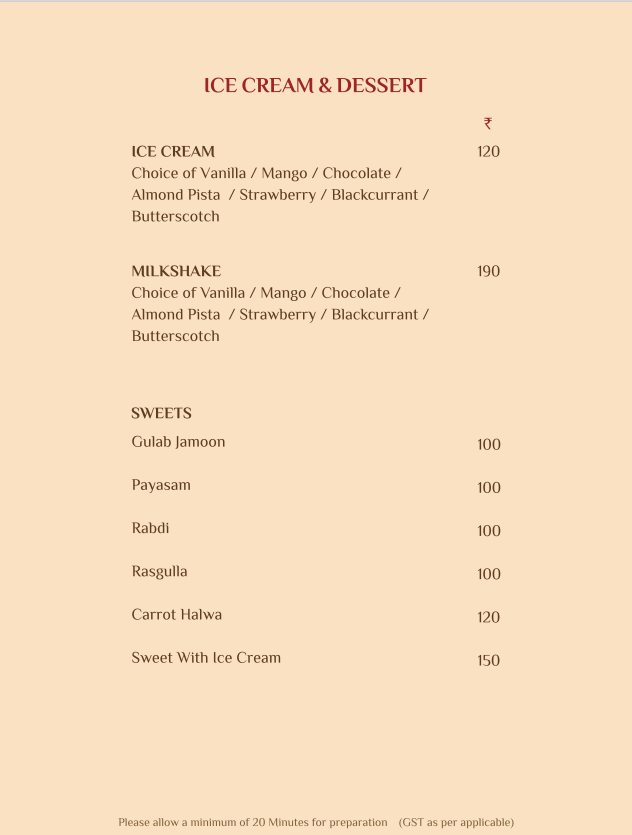 ICE CREAM & DESSERT
₹
ICE CREAM 120
Choice of Vanilla / Mango / Chocolate /
Almond Pista / Strawberry / Blackcurrant /
Butterscotch
MILKSHAKE 190
Choice of Vanilla / Mango / Chocolate /
Almond Pista / Strawberry / Blackcurrant /
Butterscotch
SWEETS
Gulab Jamoon 100
Payasam 100
Rabdi 100
Rasgulla 100
Carrot Halwa 120
Sweet With Ice Cream 150
Please allow a minimum of 20 Minutes for preparation (GST as per applicable)